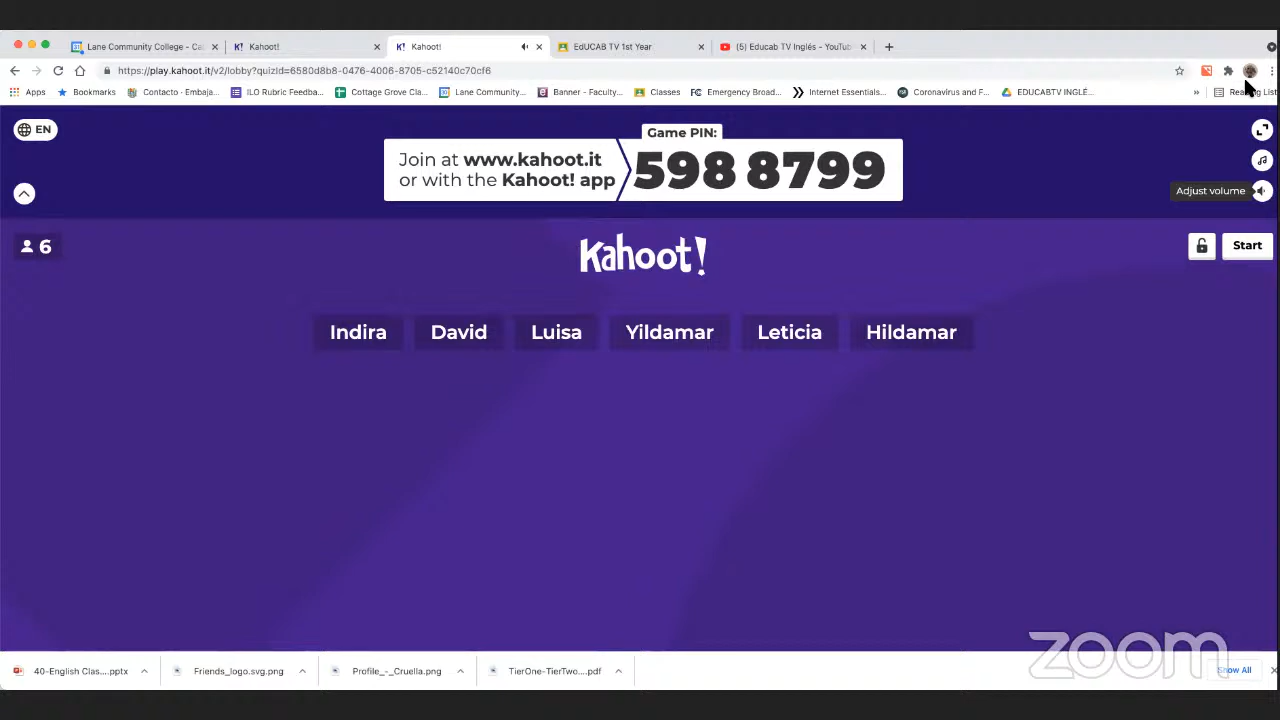 Lane Community College - Ca
Kahoot!
Kahoot!
EdUCAB TV 1st Year
(5) Educab TV Inglés - YouTub
https://play.kahoot.it/v2/lobby?quizId=6580d8b8-0476-4006-8705-c52140c70cf6
Apps
Bookmarks
Contacto - Embaja...
ILO Rubric Feedba...
Cottage Grove Cla...
Lane Community...
Banner - Faculty...
Classes
Emergency Broad...
Internet Essentials...
Coronavirus and F...
EDUCABTV INGLÉ...
»
Reading List
EN
Game PIN:
Join at www.kahoot.it
or with the Kahoot! app
598 8799
Adjust volume
6
Kahoot!
Start
Indira
David
Luisa
Yildamar
Leticia
Hildamar
40-English Clas....pptx
Friends_logo.svg.png
Profile_-_Cruella.png
TierOne-TierTwo....pdf
Show All
zoom